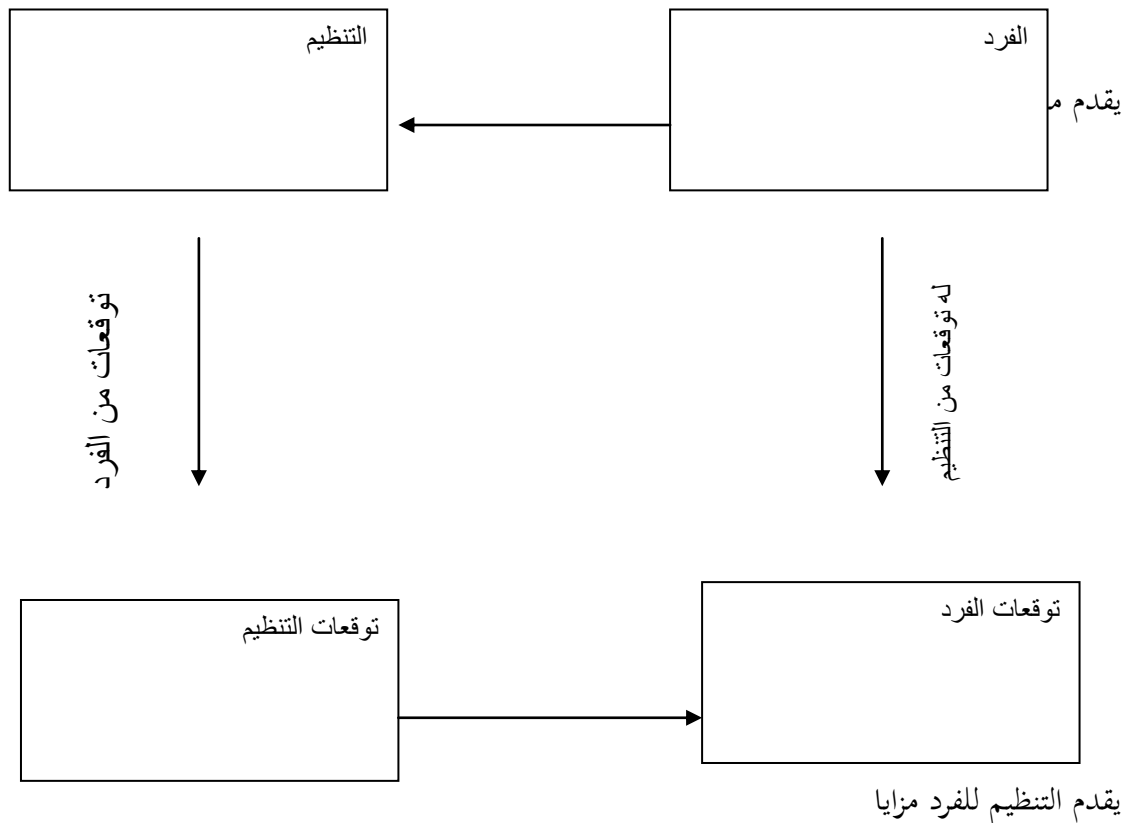 الفرد
التنظيم
يقدم
له توقعات من التنظيم
توقعات من الفرد
توقعات الفرد
توقعات التنظيم
يقدم التنظيم للفرد مزايا